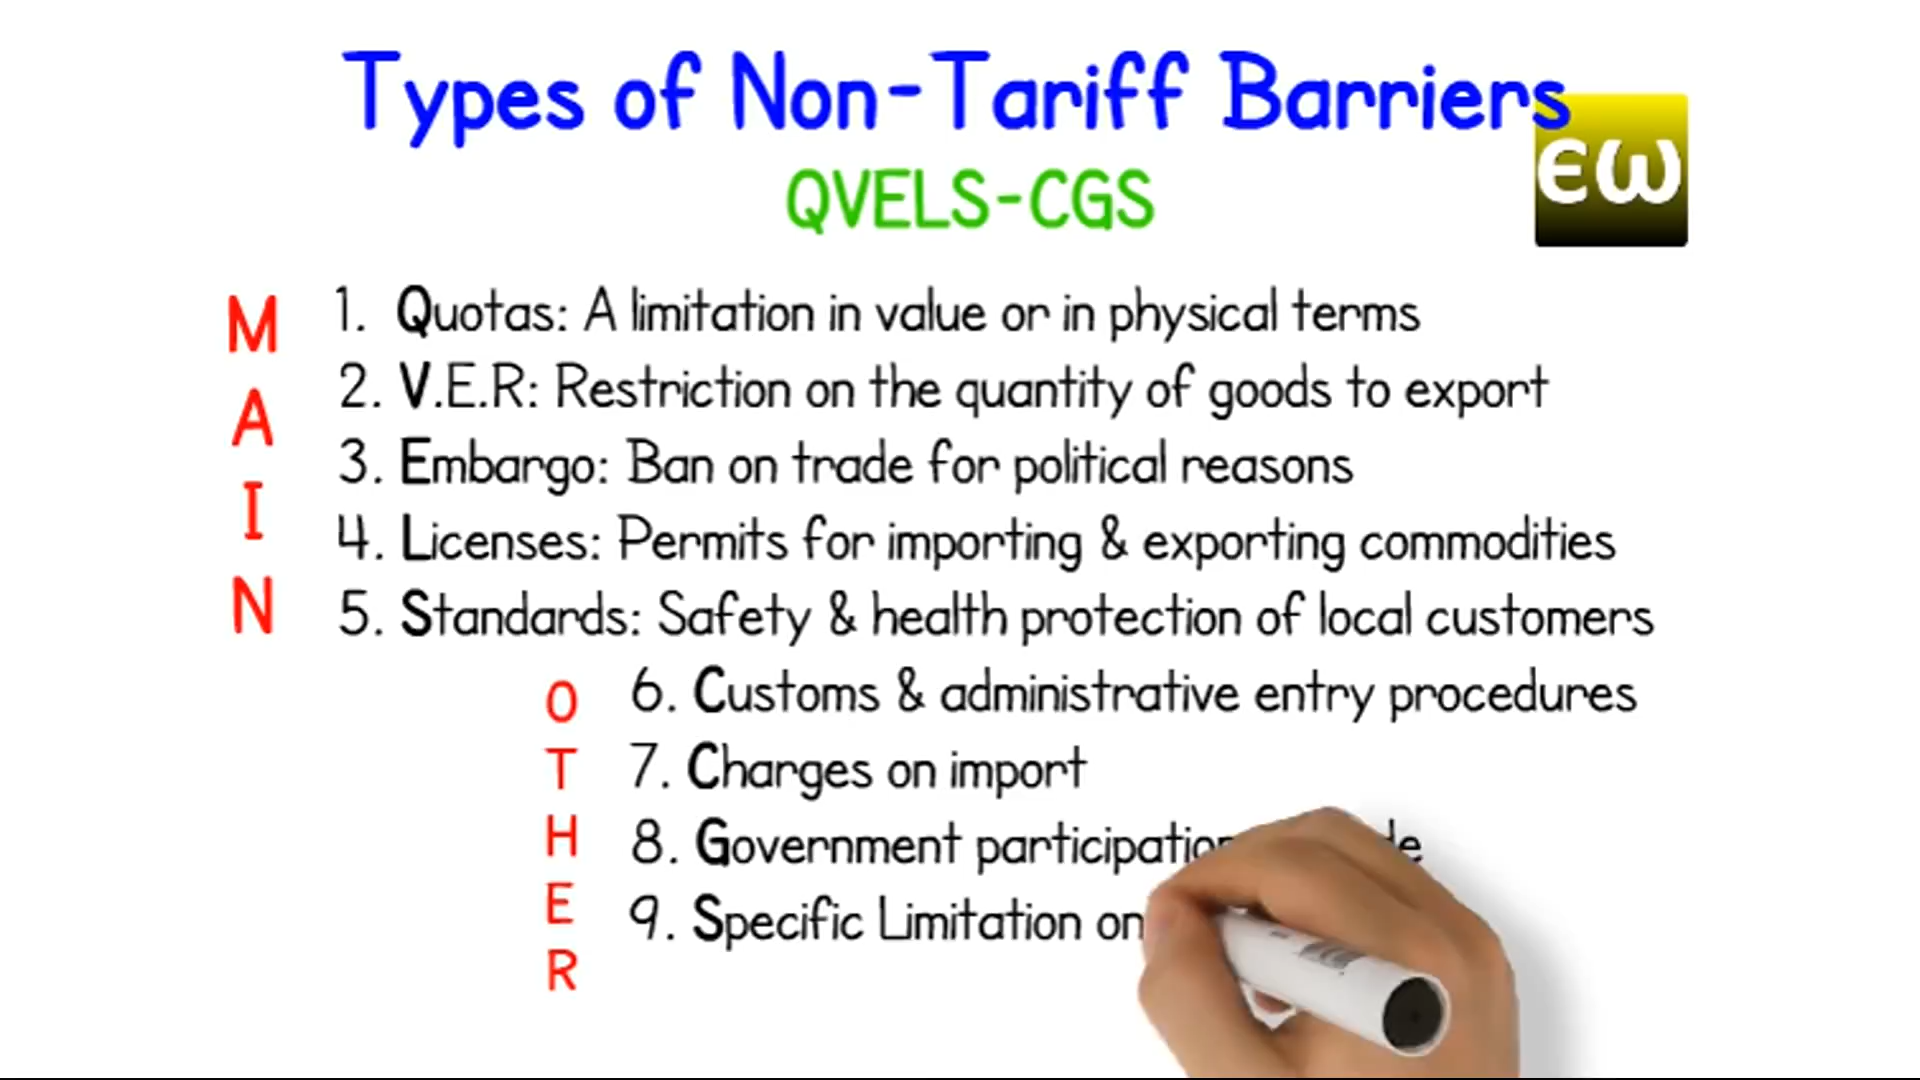 Types of Non-Tariff Barriers
QVELS-CGS
ϵω
MAIN
1. Quotas: A limitation in value or in physical terms
2. V.E.R: Restriction on the quantity of goods to export
3. Embargo: Ban on trade for political reasons
4. Licenses: Permits for importing & exporting commodities
5. Standards: Safety & health protection of local customers
OTHER
6. Customs & administrative entry procedures
7. Charges on import
8. Government
9. Specific Limitation on